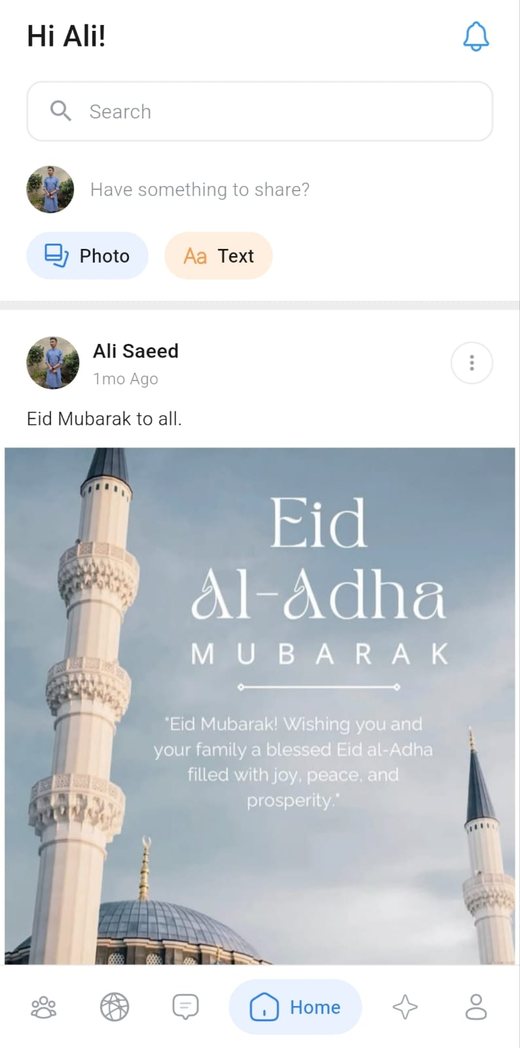 Hi Ali!
Search
Have something to share?
Photo
Aa Text
Ali Saeed
1mo Ago
Eid Mubarak to all.
Eid
Al-Adha
MUBARAK
"Eid Mubarak! Wishing you and
your family a blessed Eid al-Adha
filled with joy, peace, and
prosperity."
Home